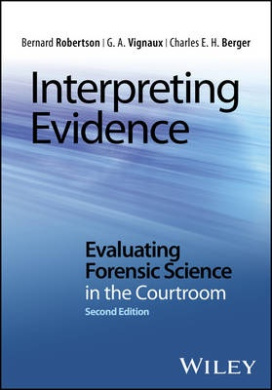 Bernard Robertson | G. A. Vignaux | Charles E. H. Berger
Interpreting
Evidence
Evaluating
Forensic Science
in the Courtroom
Second Edition
WILEY